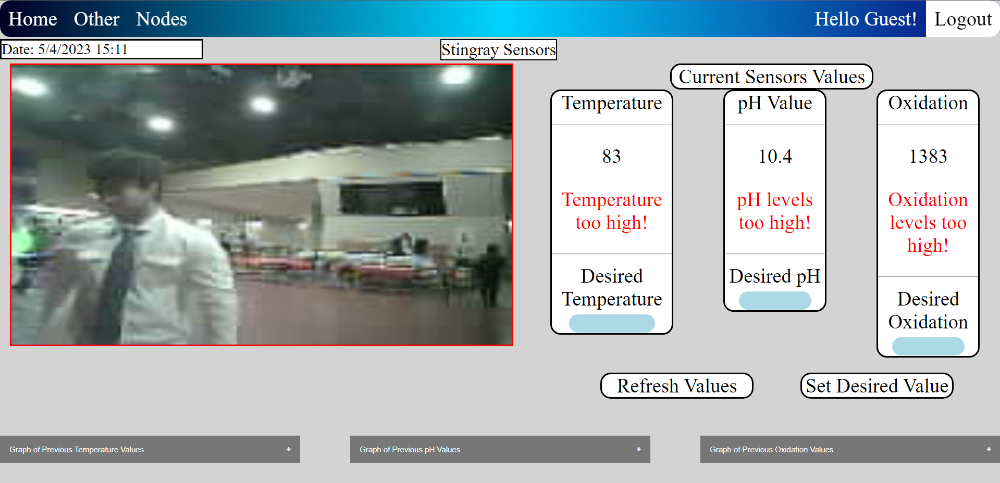 Home Other Nodes Hello Guest! Logout
Date: 5/4/2023 15:11
Stingray Sensors
Current Sensors Values
Temperature
83
Temperature
too high!
Desired
Temperature
pH Value
10.4
pH levels
too high!
Desired pH
Oxidation
1383
Oxidation
levels too
high!
Desired
Oxidation
Refresh Values
Set Desired Value
Graph of Previous Temperature Values +
Graph of Previous pH Values +
Graph of Previous Oxidation Values +